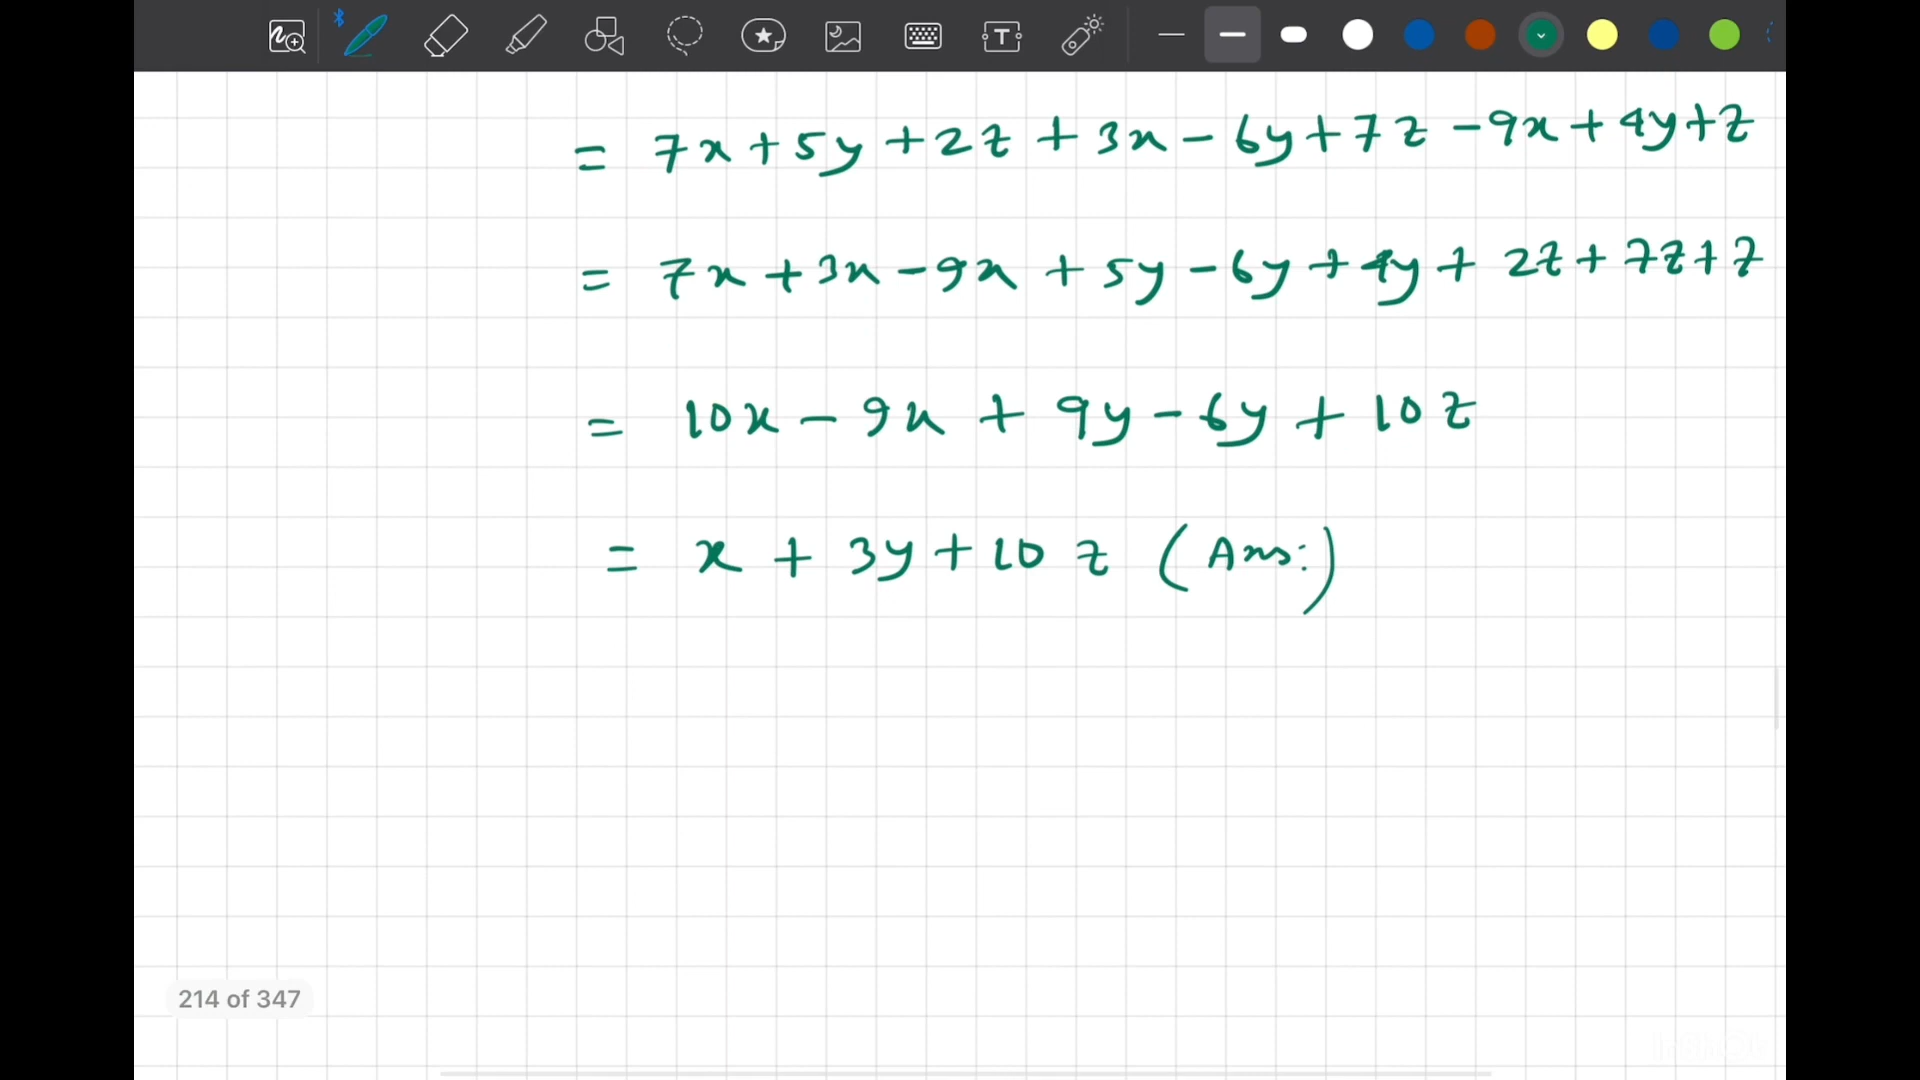 = 7x + 5y + 2z + 3x - 6y + 7z - 9x + 4y + z
= 7x + 3x - 9x + 5y - 6y + 4y + 2z + 7z + z
= 10x - 9x + 9y - 6y + 10z
= x + 3y + 10z (Ans:)
214 of 347